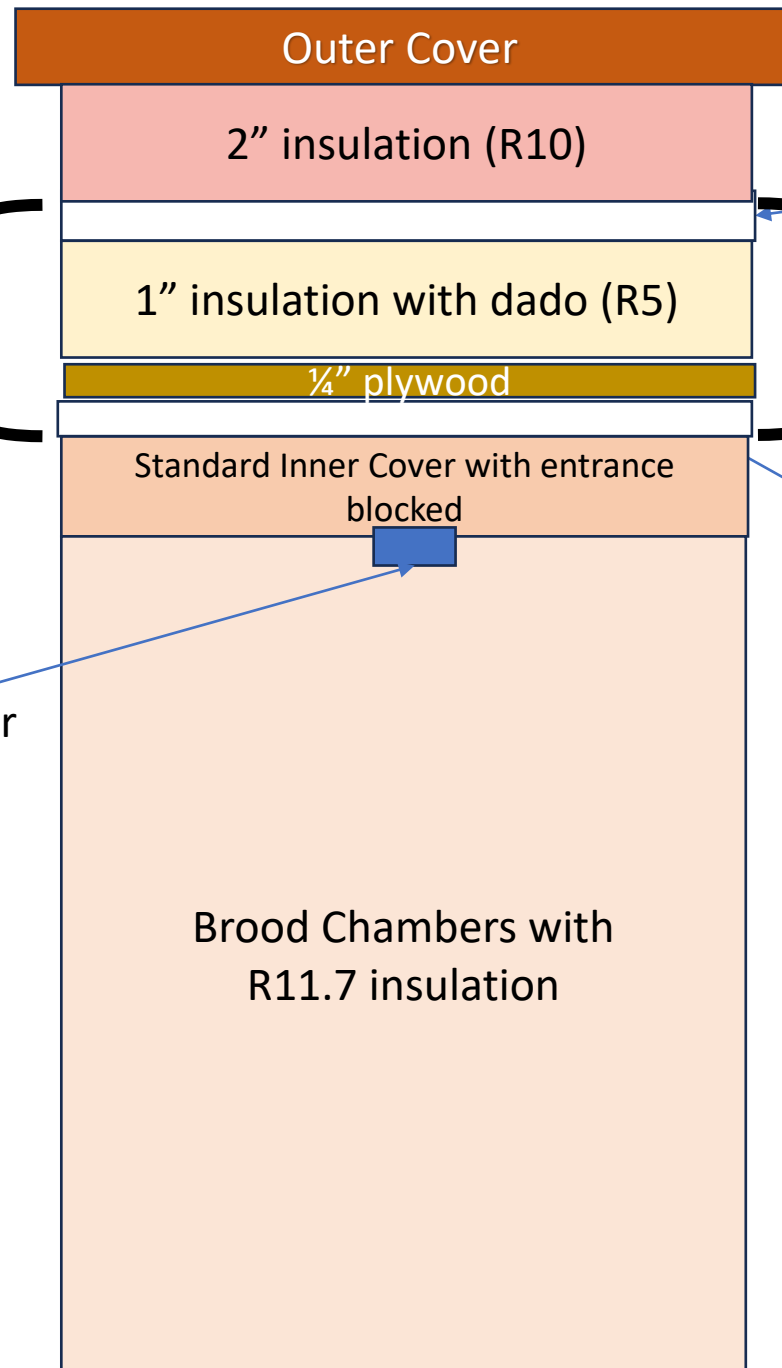 Outer Cover
2” insulation (R10)
1” insulation with dado (R5)
¼” plywood
Standard Inner Cover with entrance
blocked
r
Brood Chambers with
R11.7 insulation